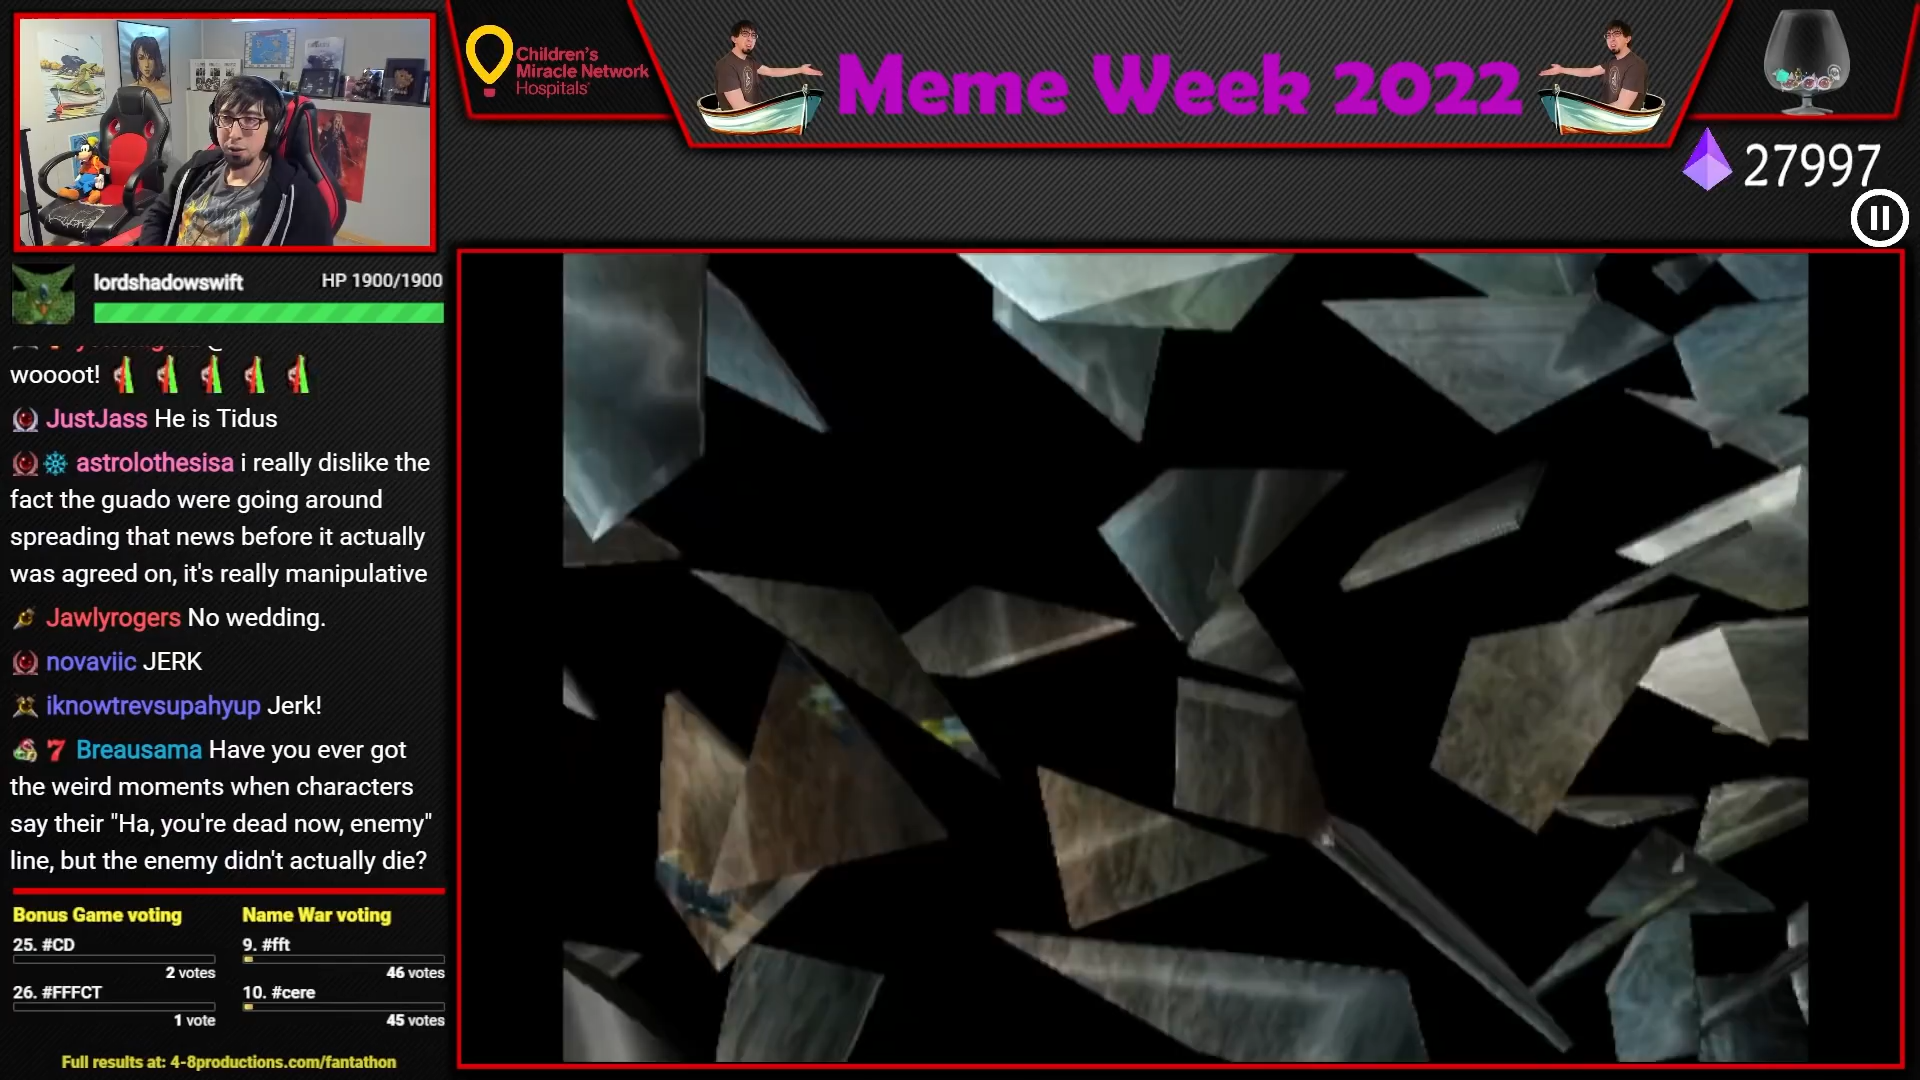 Children's
Miracle Network
Hospitals
Meme Week 2022
27997
lordshadowswift HP 1900/1900
woooot!
JustJass He is Tidus
astrolothesisa i really dislike the
fact the guado were going around
spreading that news before it actually
was agreed on, it's really manipulative
Jawlyrogers No wedding.
novaviic JERK
iknowtrevsupahyup Jerk!
7 Breausama Have you ever got
the weird moments when characters
say their "Ha, you're dead now, enemy"
line, but the enemy didn't actually die?
Bonus Game voting
25. #CD
2 votes
26. #FFFCT
1 vote
Name War voting
9. #fft
46 votes
10. #cere
45 votes
Full results at: 4-8productions.com/fantathon